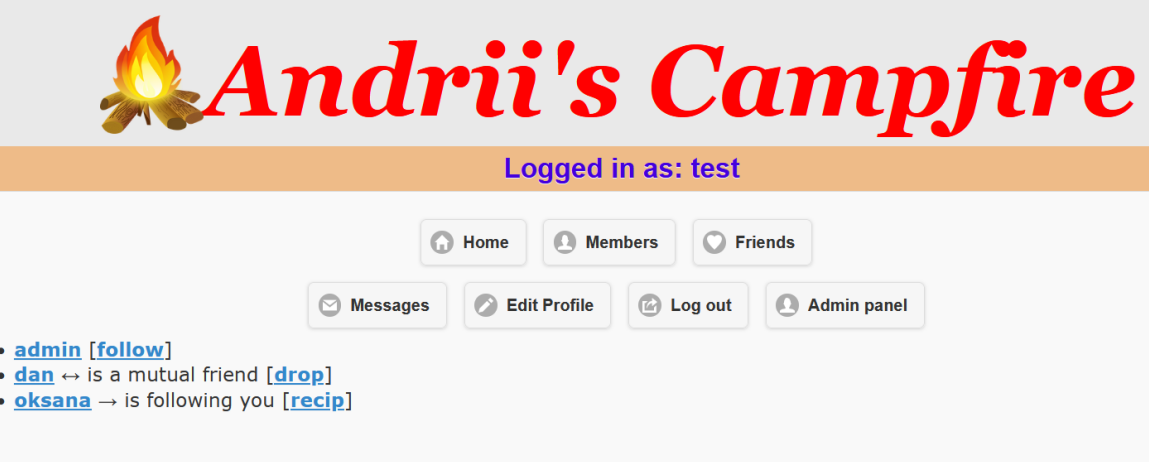 Andrii's Campfire
Logged in as: test
Home Members Friends
Messages Edit Profile Log out Admin panel
• admin [follow]
• dan ↔ is a mutual friend [drop]
• oksana → is following you [recip]